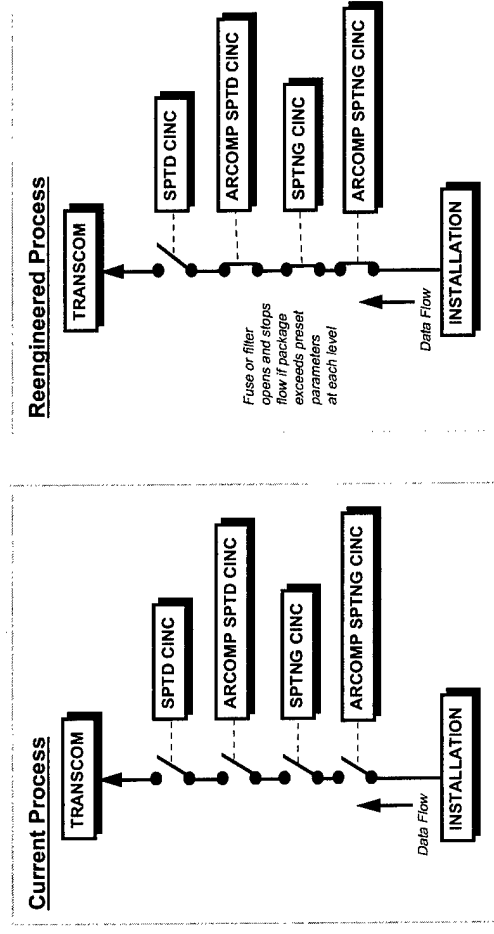 Current Process
TRANSCOM
SPTD CINC
ARCOMP SPTD CINC
SPTNG CINC
ARCOMP SPTNG CINC
Data Flow
INSTALLATION
Reengineered Process
TRANSCOM
SPTD CINC
ARCOMP SPTD CINC
SPTNG CINC
ARCOMP SPTNG CINC
Fuse or filter
opens and stops
flow if package
exceeds preset
parameters
at each level
Data Flow
INSTALLATION